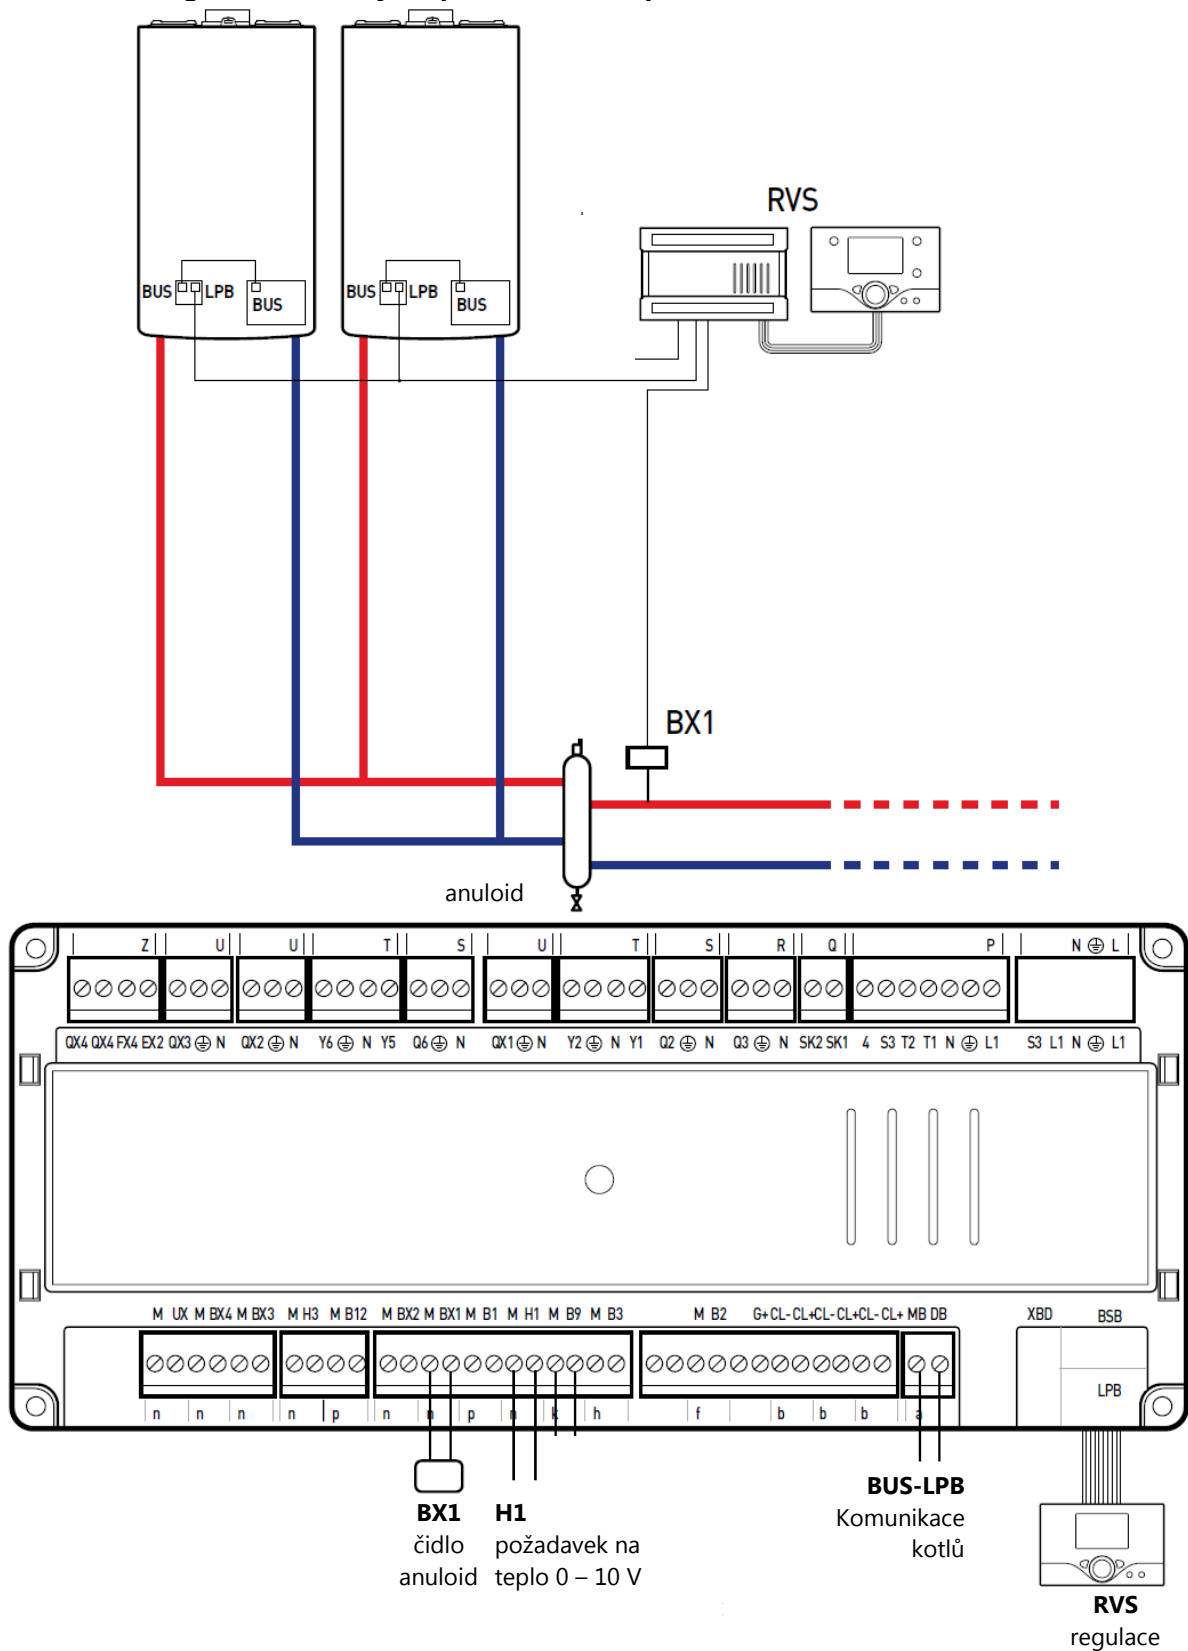 RVS
BUS LPB
BUS
BUS LPB
BUS
BX1
anuloid
Z U U T S U T S R Q P N L
QX4 QX4 FX4 EX2 QX3 N QX2 N Y6 N Y5 Q6 N QX1 N Y2 N Y1 Q2 N Q3 N SK2 SK1 4 S3 T2 T1 N L1 S3 L1 N L1
M UX M BX4 M BX3 M H3 M B12 M BX2 M BX1 M B1 M H1 M B9 M B3 M B2 G+ CL- CL+ CL- CL+ CL- CL+ MB DB XBD BSB
LPB
n n n n p n n p n k h f b b b a
BX1
čidlo
anuloid
H1
požadavek na
teplo 0 – 10 V
BUS-LPB
Komunikace
kotlů
RVS
regulace